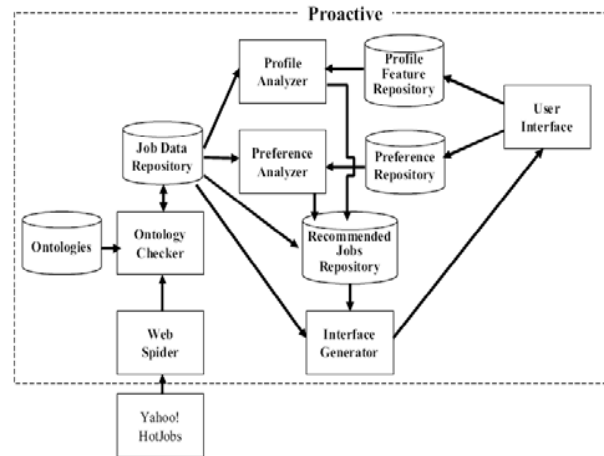 Proactive
Profile
Analyzer
Profile
Feature
Repository
User
Interface
Job Data
Repository
Preference
Analyzer
Preference
Repository
Ontologies
Ontology
Checker
Recommended
Jobs
Repository
Web
Spider
Interface
Generator
Yahoo!
HotJobs